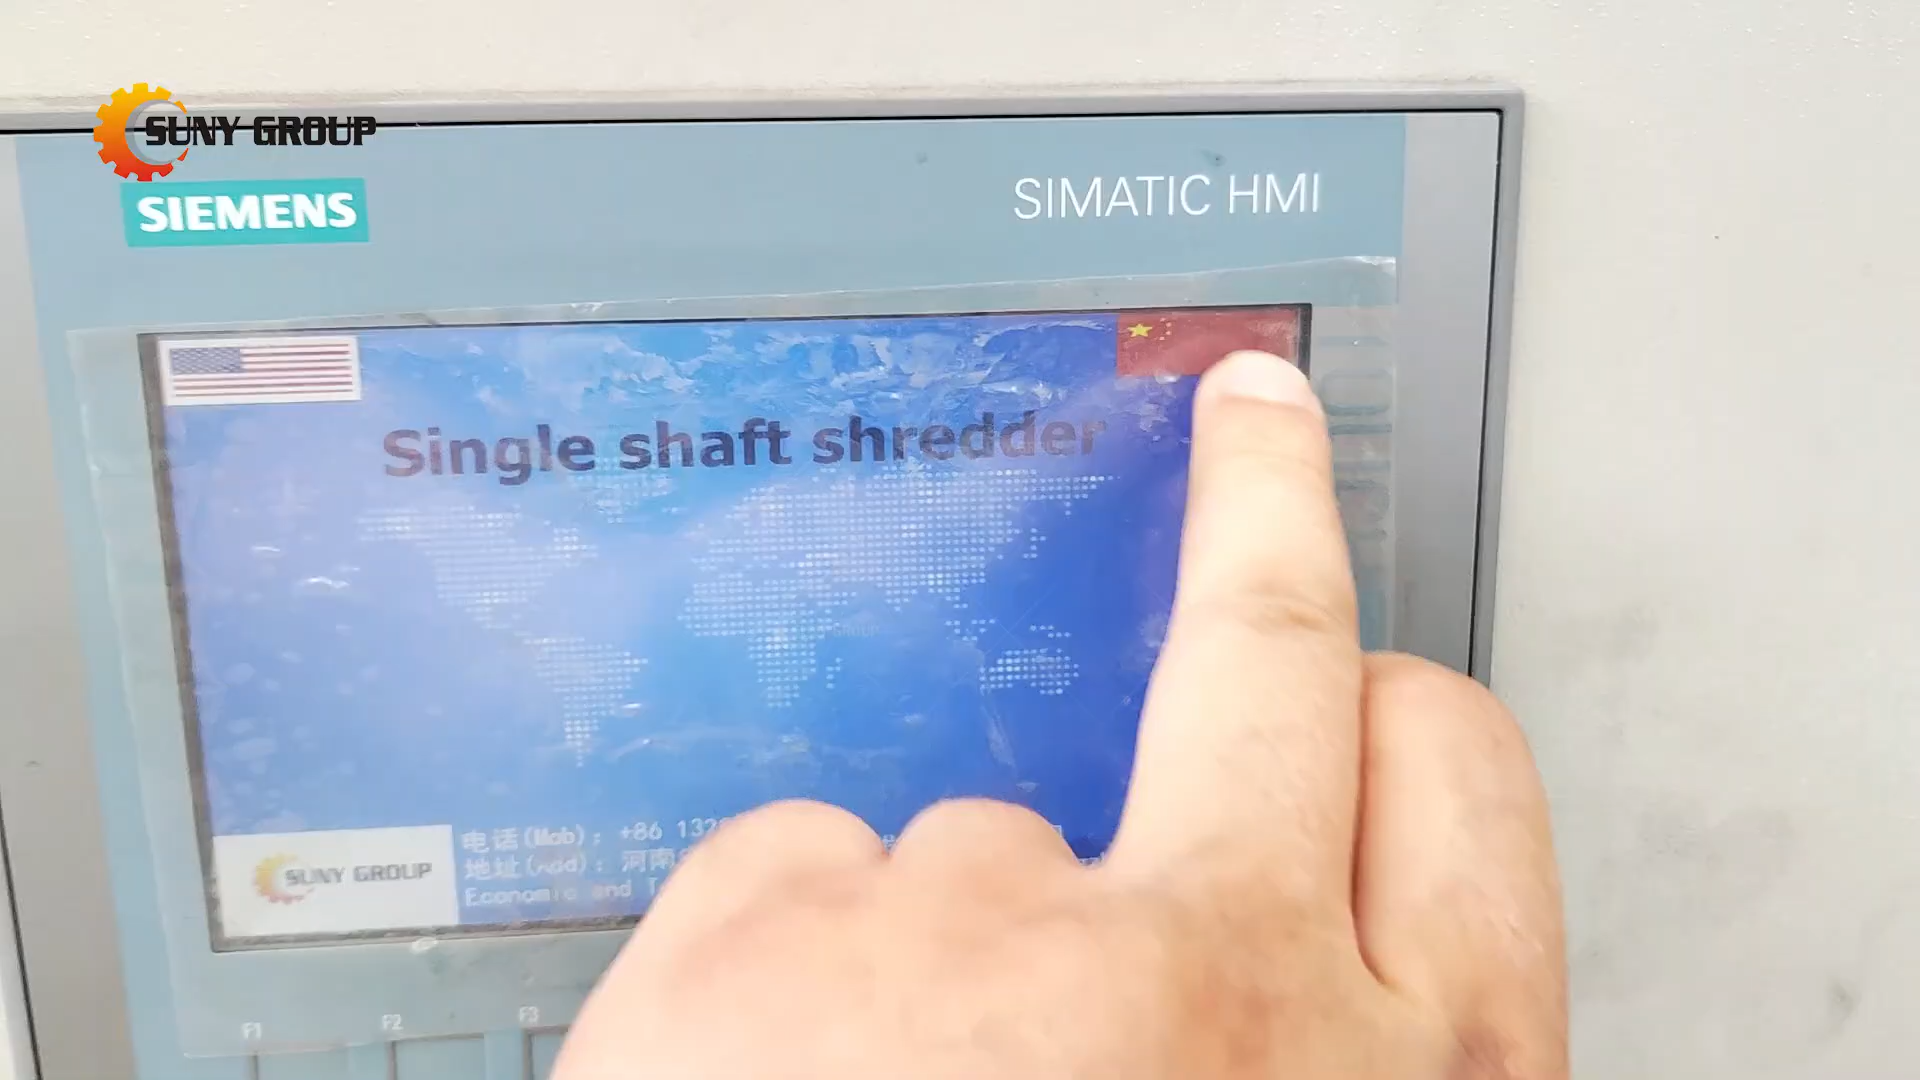 SUNY GROUP
SIEMENS
SIMATIC HMI
Single shaft shredder
SUNY GROUP
电话(Mob): +86 132
地址(Add): 河南
Economic and
F1 F2 F3